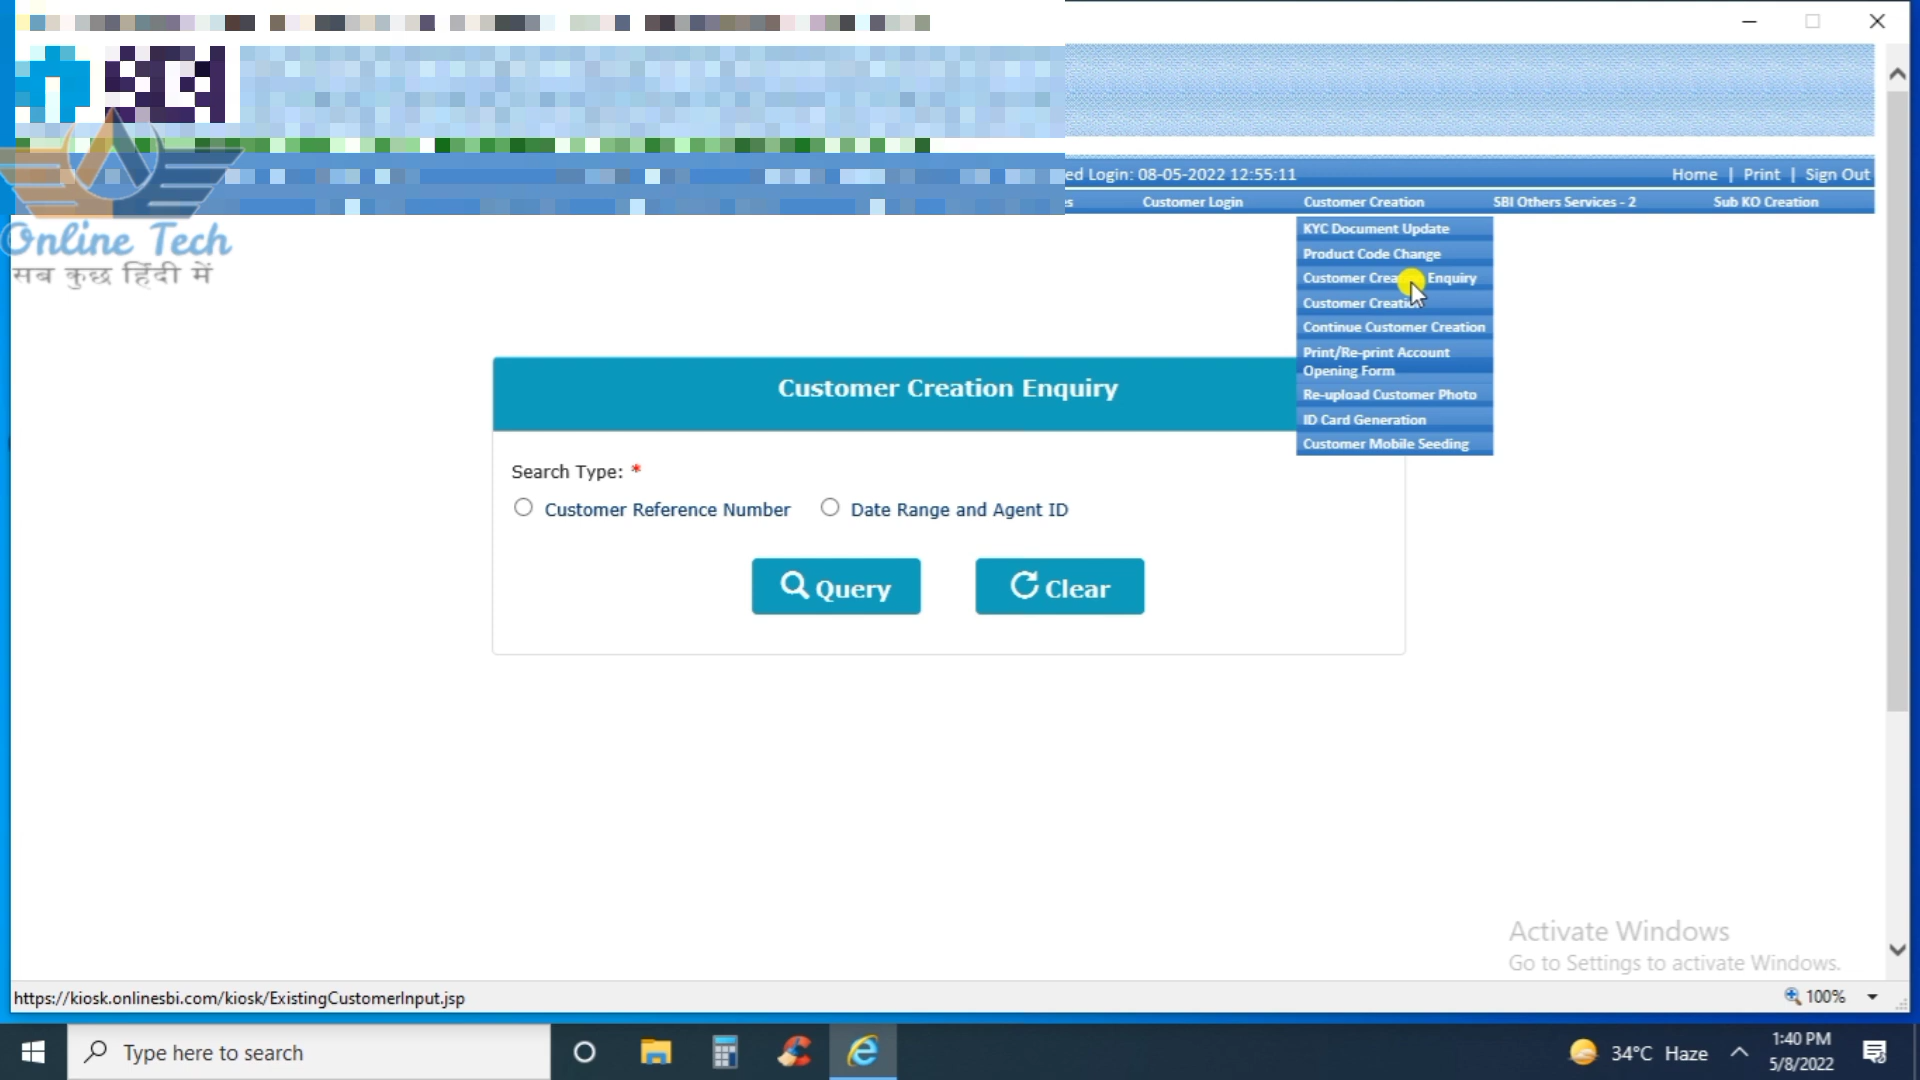 ed Login: 08-05-2022 12:55:11
Home | Print | Sign Out
Customer Login Customer Creation SBI Others Services - 2 Sub KO Creation
KYC Document Update
Product Code Change
Customer Enquiry
Customer
Continue Customer Creation
Print/Re-print Account
Opening Form
Re-upload Customer Photo
ID Card Generation
Customer Mobile Seeding
Online Tech
सब कुछ हिंदी में
Customer Creation Enquiry
Search Type: *
Customer Reference Number Date Range and Agent ID
Query Clear
Activate Windows
Go to Settings to activate Windows.
https://kiosk.onlinesbi.com/kiosk/ExistingCustomerInput.jsp
100%
Type here to search
34°C Haze
1:40 PM
5/8/2022